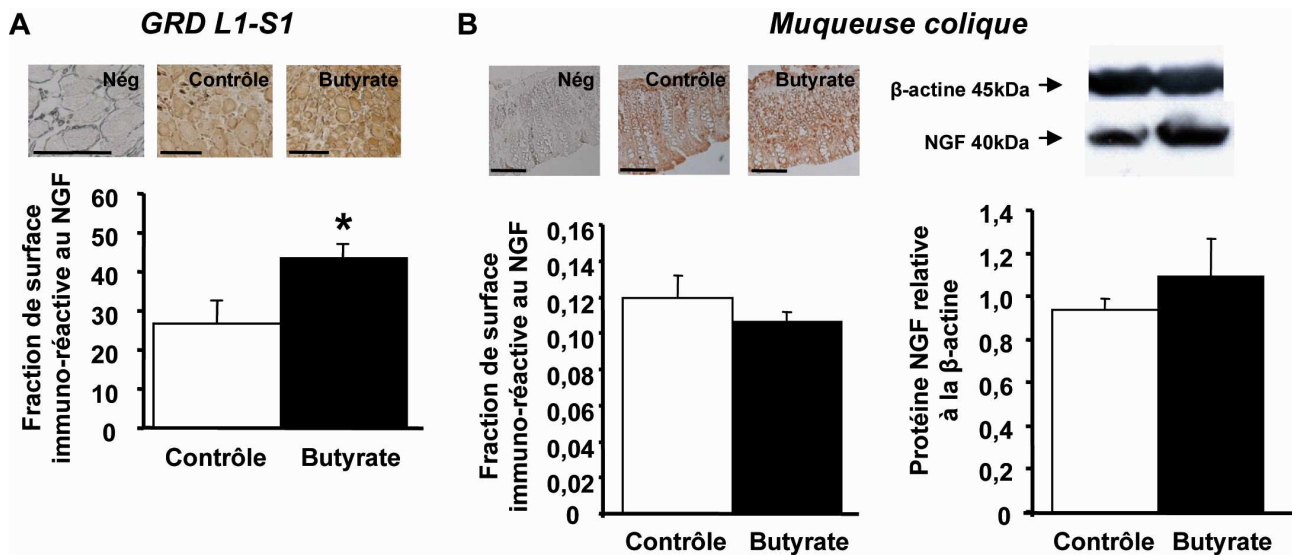 A
GRD L1-S1
Nég
Contrôle
Butyrate
Fraction de surface
immuno-réactive au NGF
60
50
40
30
20
10
0
*
Contrôle
Butyrate
B
Muqueuse colique
Nég
Contrôle
Butyrate
β-actine 45kDa
NGF 40kDa
Fraction de surface
immuno-réactive au NGF
0,16
0,14
0,12
0,10
0,08
0,06
0,04
0,02
0
Contrôle
Butyrate
Protéine NGF relative
à la β-actine
1,4
1,2
1,0
0,8
0,6
0,4
0,2
0
Contrôle
Butyrate